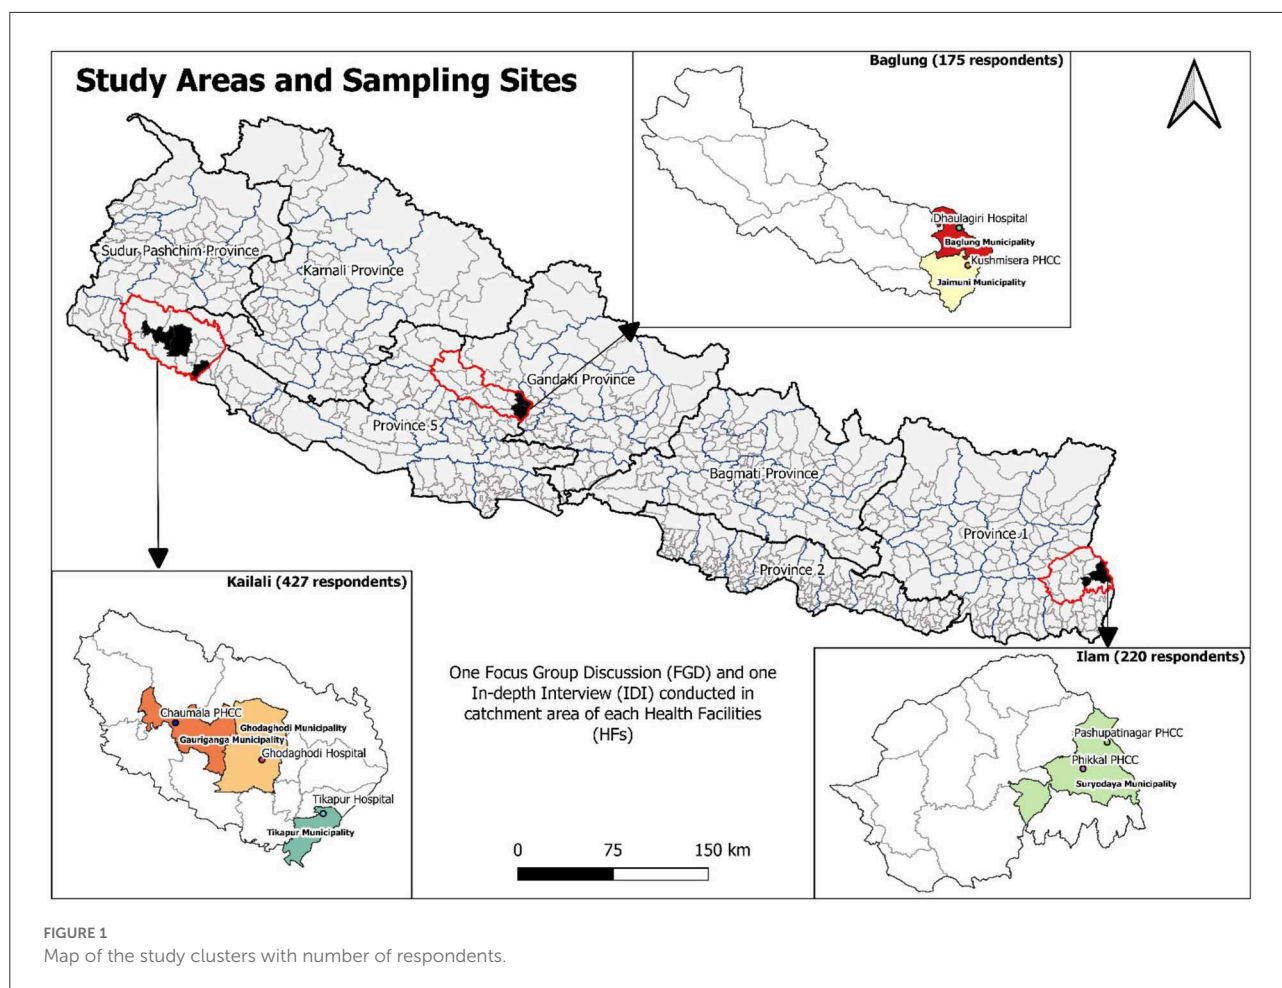 Study Areas and Sampling Sites
Baglung (175 respondents)
Dhaulagiri Hospital
Baglung Municipality
Kushmisera PHCC
Jaimuni Municipality
Sudur Pashchim Province
Karnali Province
Gandaki Province
Province 5
Bagmati Province
Province 1
Province 2
Kailali (427 respondents)
Chaumala PHCC
Ghodaghodi Municipality
Gauriganga Municipality
Ghodaghodi Hospital
Tikapur Hospital
Tikapur Municipality
One Focus Group Discussion (FGD) and one
In-depth Interview (IDI) conducted in
catchment area of each Health Facilities
(HFs)
0 75 150 km
Ilam (220 respondents)
Pashupatinagar PHCC
Phikkal PHCC
Suryodaya Municipality
FIGURE 1
Map of the study clusters with number of respondents.